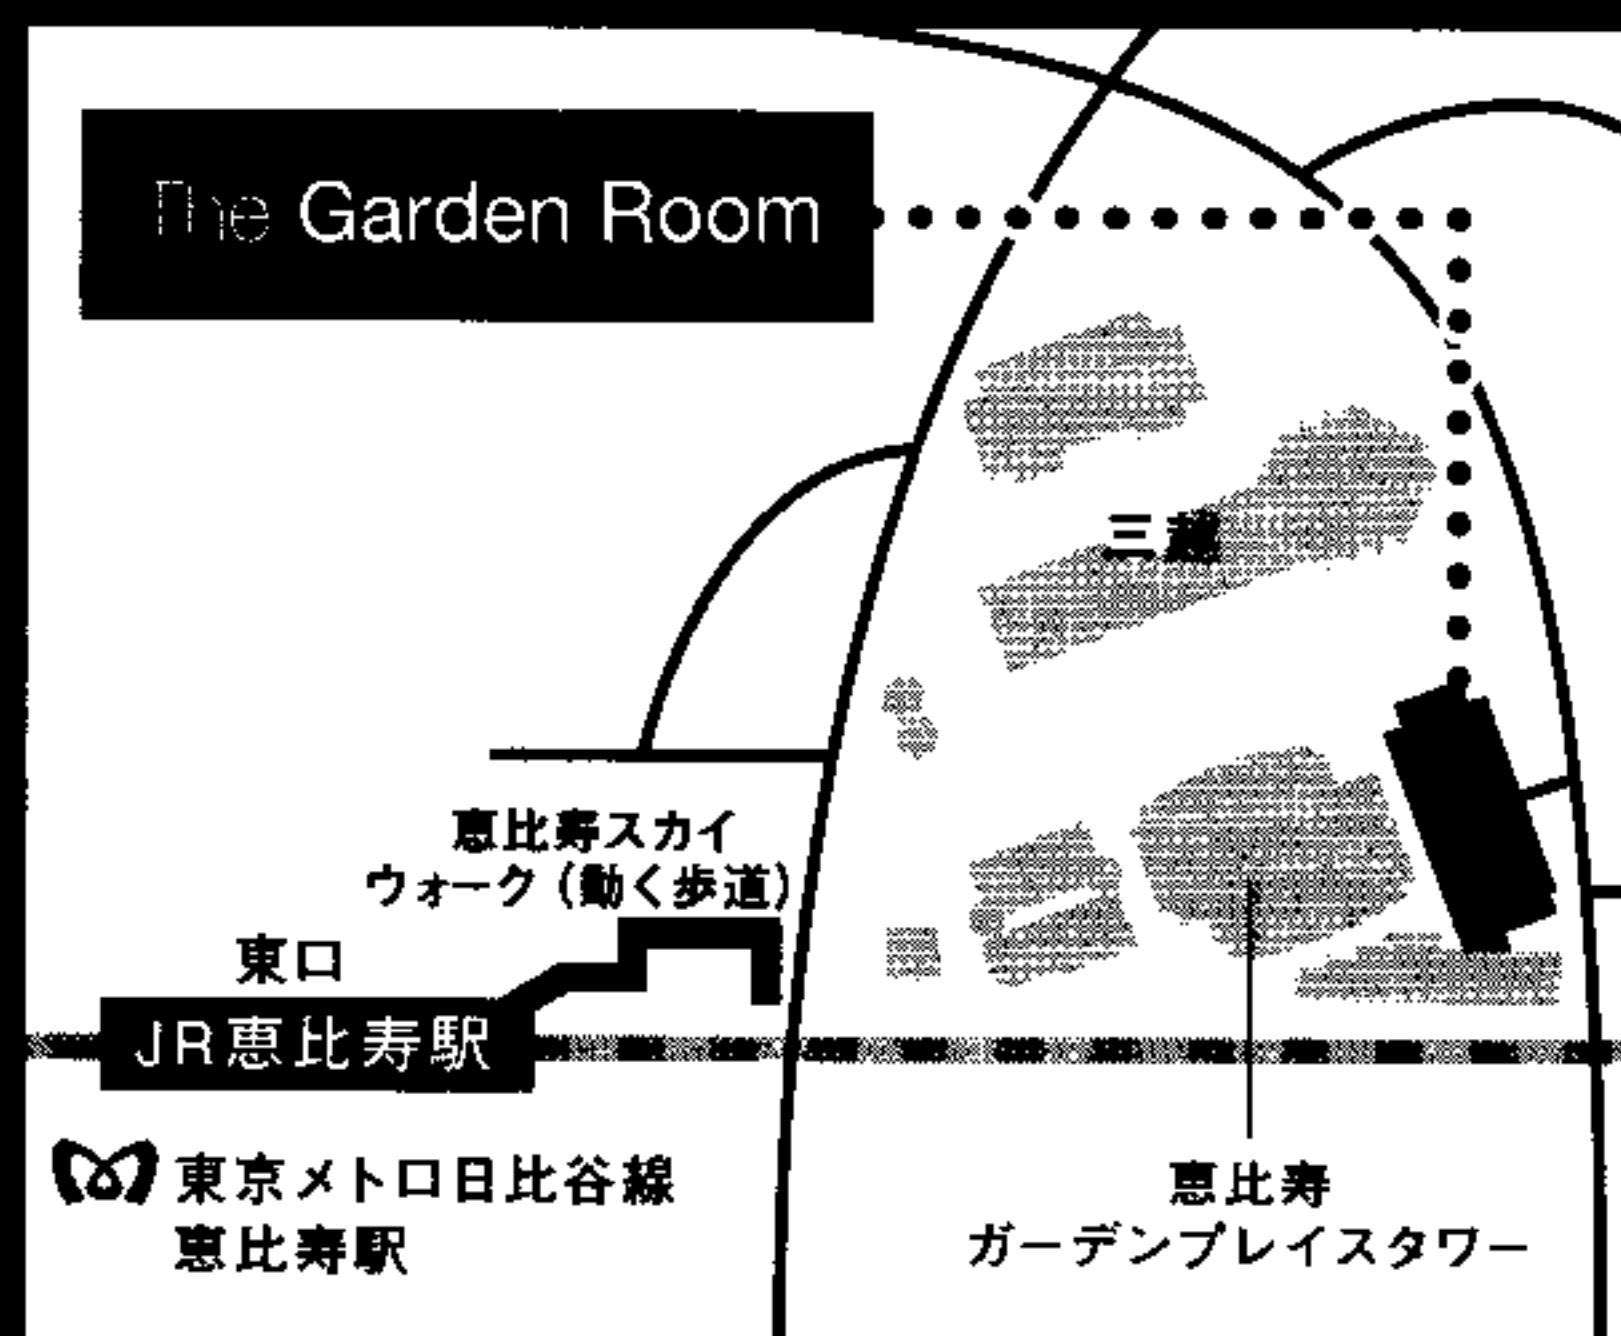 The Garden Room
三越
恵比寿スカイ
ウォーク（動く歩道）
東口
JR恵比寿駅
東京メトロ日比谷線
恵比寿駅
恵比寿
ガーデンプレイスタワー